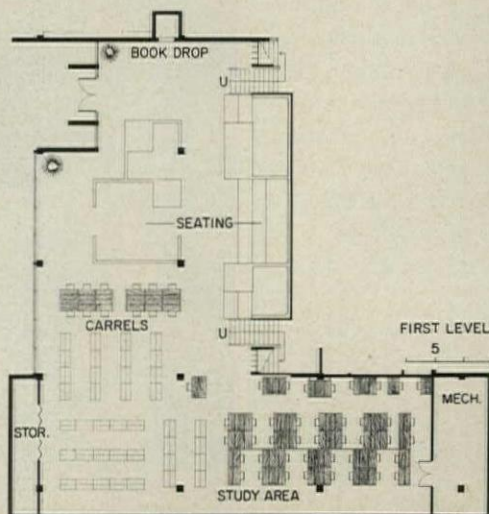 BOOK DROP
U
SEATING
CARRELS
U
FIRST LEVEL
5
STOR.
MECH.
STUDY AREA